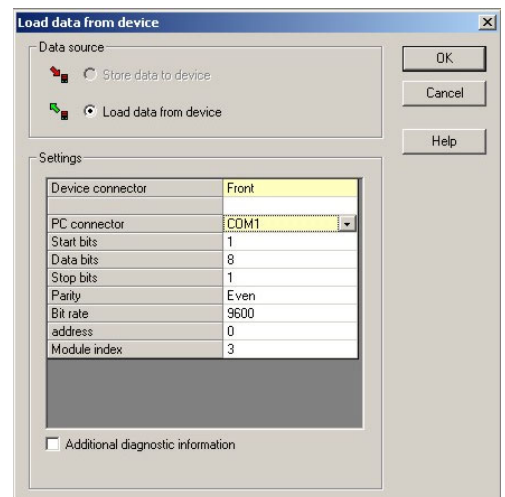 Load data from device
Data source
Store data to device
Load data from device
OK
Cancel
Help
Settings
Device connector Front
PC connector COM1
Start bits 1
Data bits 8
Stop bits 1
Parity Even
Bit rate 9600
address 0
Module index 3
Additional diagnostic information